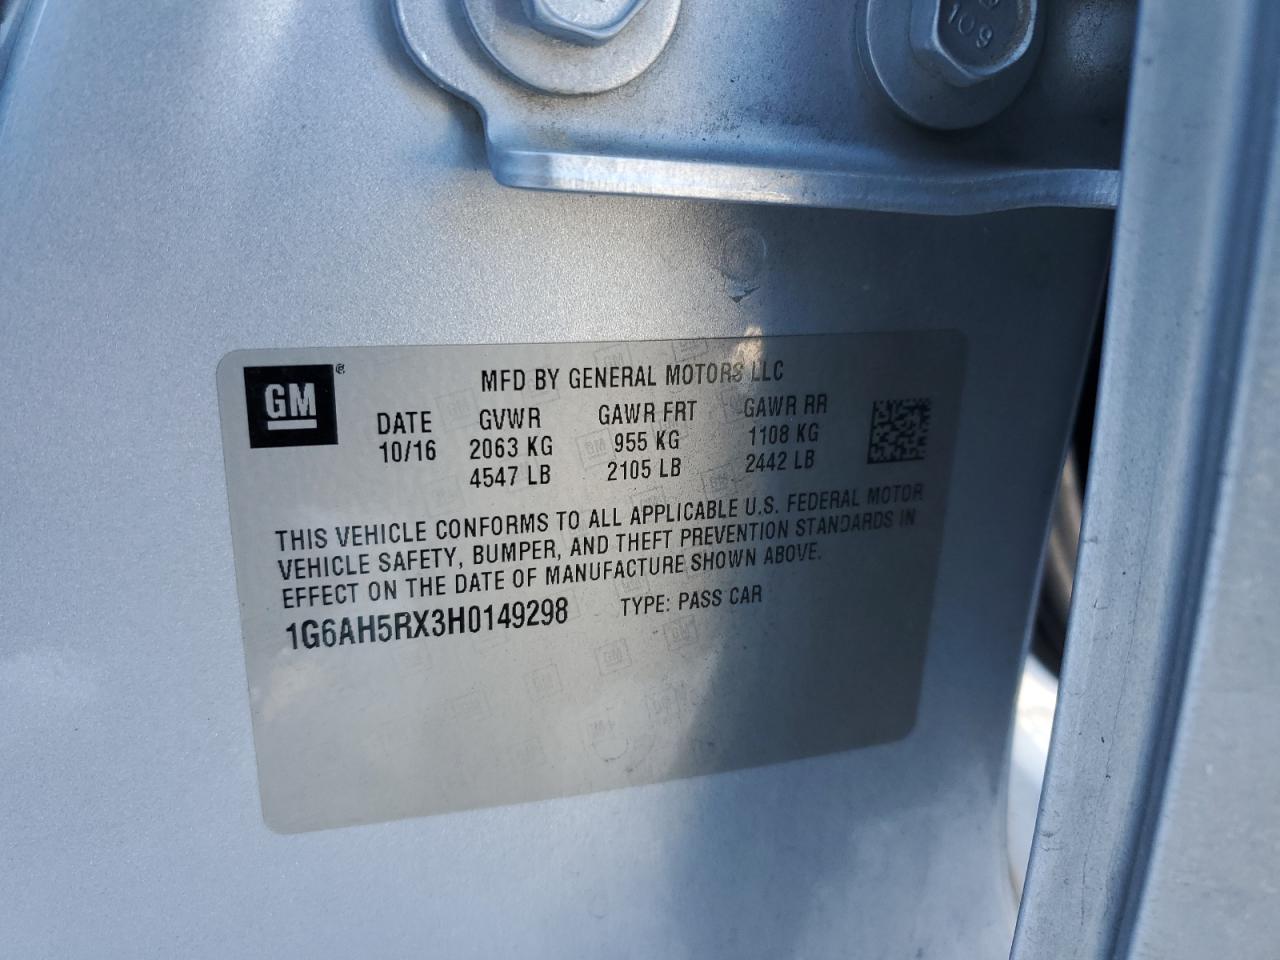 109
GM ®
MFD BY GENERAL MOTORS LLC
DATE GVWR GAWR FRT GAWR RR
10/16 2063 KG 955 KG 1108 KG
4547 LB 2105 LB 2442 LB
THIS VEHICLE CONFORMS TO ALL APPLICABLE U.S. FEDERAL MOTOR
VEHICLE SAFETY, BUMPER, AND THEFT PREVENTION STANDARDS IN
EFFECT ON THE DATE OF MANUFACTURE SHOWN ABOVE.
1G6AH5RX3H0149298 TYPE: PASS CAR